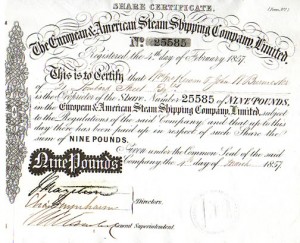 SHARE CERTIFICATE.
The European & American Steam Shipping Company, Limited.
No. 25585
Registered the 4th day of February 1857.
This is to Certify that
is the Proprietor of the Share Number 25585 of NINE POUNDS,
in the European & American Steam Shipping Company, Limited, subject
to the Regulations of the said Company, and that up to this
day there has been paid up in respect of such Share the
sum of NINE POUNDS.
Given under the Common Seal of the said
Company, the 4th day of March 1857.
Nine Pounds.
Directors.
Superintendent.